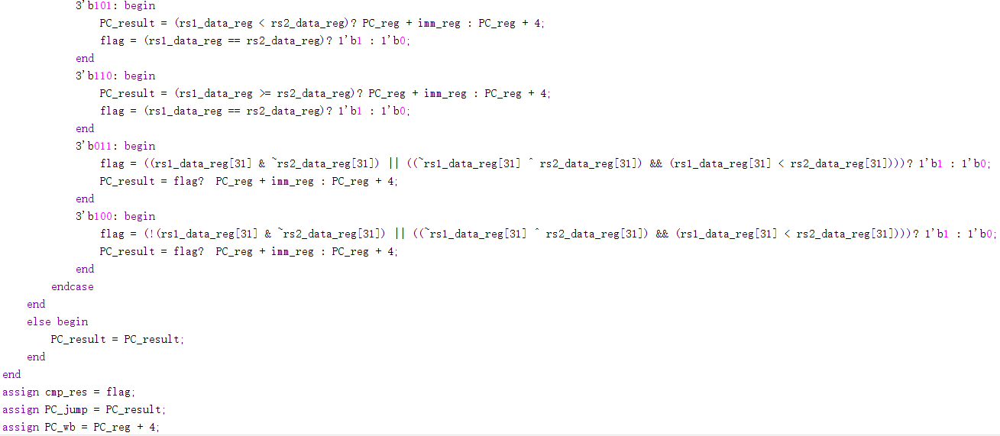 3'b101: begin
PC_result = (rs1_data_reg < rs2_data_reg)? PC_reg + imm_reg : PC_reg + 4;
flag = (rs1_data_reg == rs2_data_reg)? 1'b1 : 1'b0;
end
3'b110: begin
PC_result = (rs1_data_reg >= rs2_data_reg)? PC_reg + imm_reg : PC_reg + 4;
flag = (rs1_data_reg == rs2_data_reg)? 1'b1 : 1'b0;
end
3'b011: begin
flag = ((rs1_data_reg[31] & ~rs2_data_reg[31]) || ((~rs1_data_reg[31] ^ rs2_data_reg[31]) && (rs1_data_reg[31] < rs2_data_reg[31])))? 1'b1 : 1'b0;
PC_result = flag?  PC_reg + imm_reg : PC_reg + 4;
end
3'b100: begin
flag = (!(rs1_data_reg[31] & ~rs2_data_reg[31]) || ((~rs1_data_reg[31] ^ rs2_data_reg[31]) && (rs1_data_reg[31] < rs2_data_reg[31])))? 1'b1 : 1'b0;
PC_result = flag?  PC_reg + imm_reg : PC_reg + 4;
end
endcase
end
else begin
PC_result = PC_result;
end
end
assign cmp_res = flag;
assign PC_jump = PC_result;
assign PC_wb = PC_reg + 4;